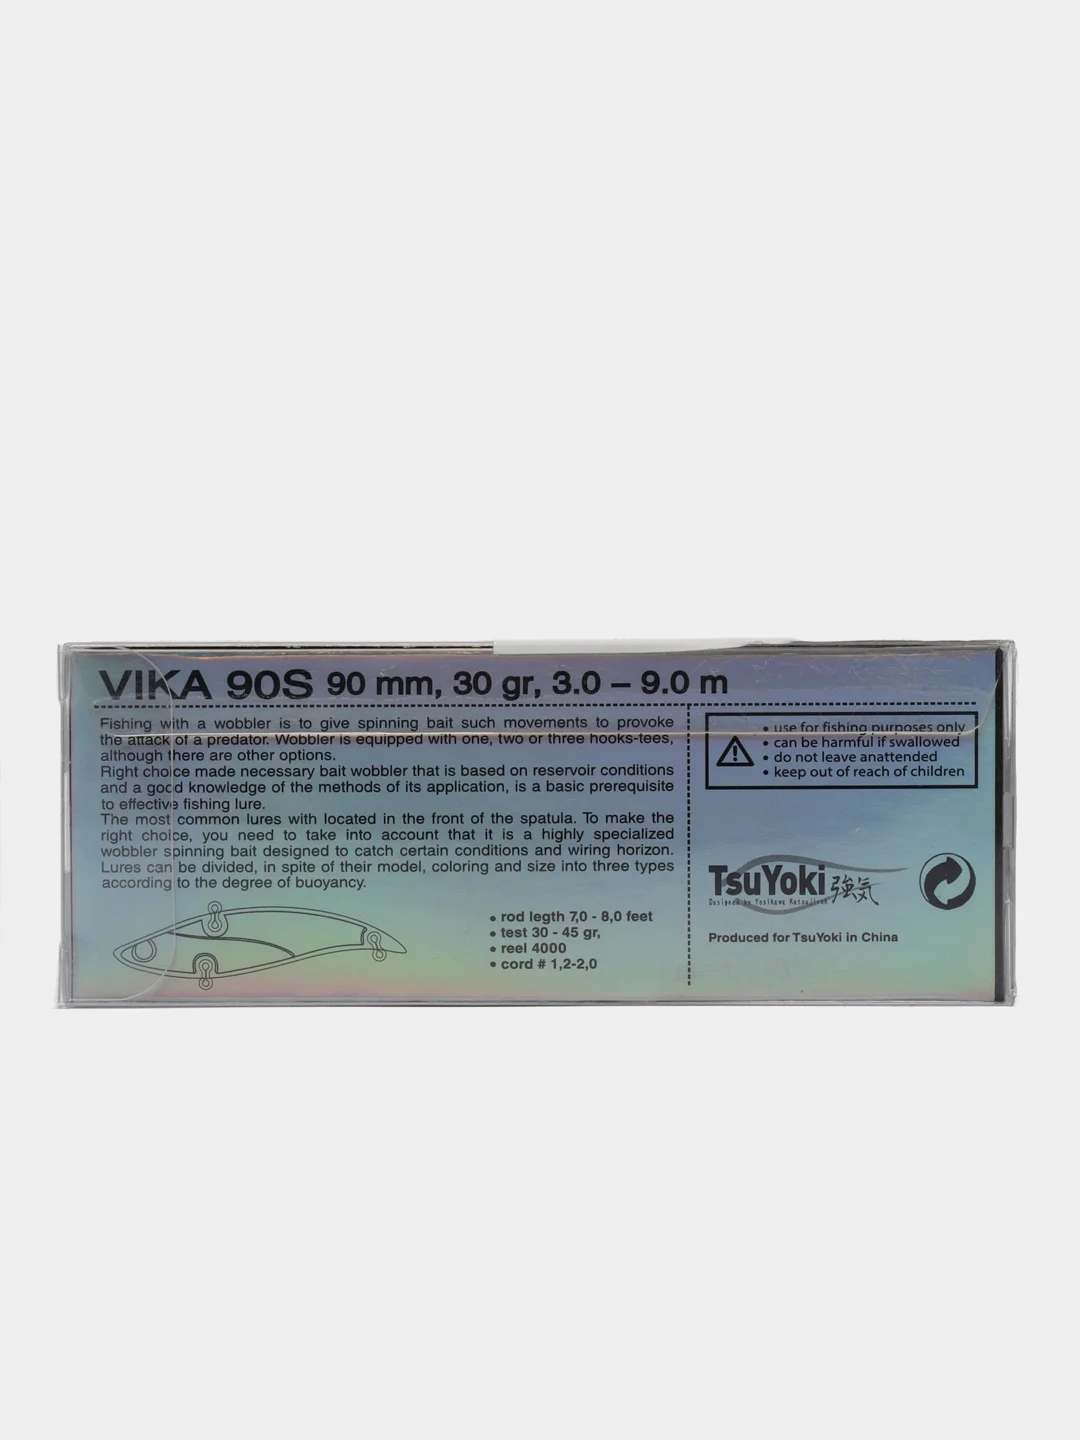 VIKA 90S 90 mm, 30 gr, 3.0 – 9.0 m
Fishing with a wobbler is to give spinning bait such movements to provoke
the attack of a predator. Wobbler is equipped with one, two or three hooks-tees,
although there are other options.
Right choice made necessary bait wobbler that is based on reservoir conditions
and a good knowledge of the methods of its application, is a basic prerequisite
to effective fishing lure.
The most common lures with located in the front of the spatula. To make the
right choice, you need to take into account that it is a highly specialized
wobbler spinning bait designed to catch certain conditions and wiring horizon.
Lures can be divided, in spite of their model, coloring and size into three types
according to the degree of buoyancy.
• rod legth 7,0 - 8,0 feet
• test 30 - 45 gr,
• reel 4000
• cord # 1,2-2,0
• use for fishing purposes only
• can be harmful if swallowed
• do not leave anattended
• keep out of reach of children
TsuYoki 強気
Designed by
Produced for TsuYoki in China